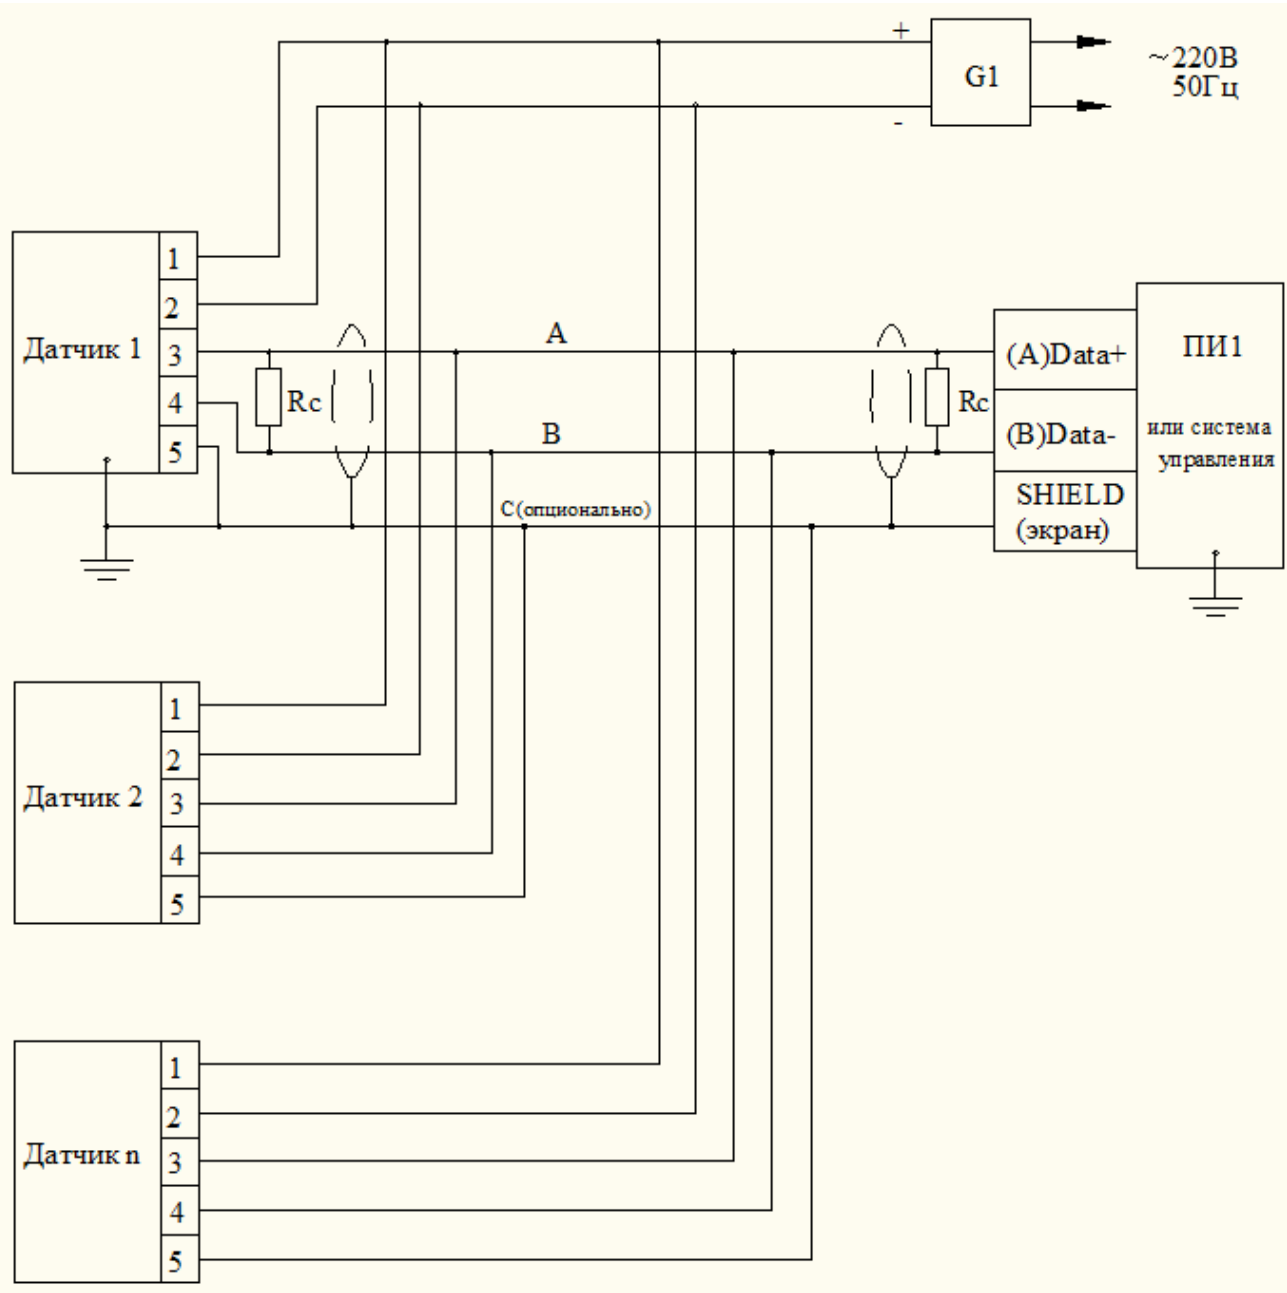 +
G1
~220В
50Гц
-
Датчик 1
1
2
3
4
5
Rc
A
B
С(опционально)
Rc
(A)Data+
(B)Data-
SHIELD
(экран)
ПИ1
или система
управления
Датчик 2
1
2
3
4
5
Датчик n
1
2
3
4
5